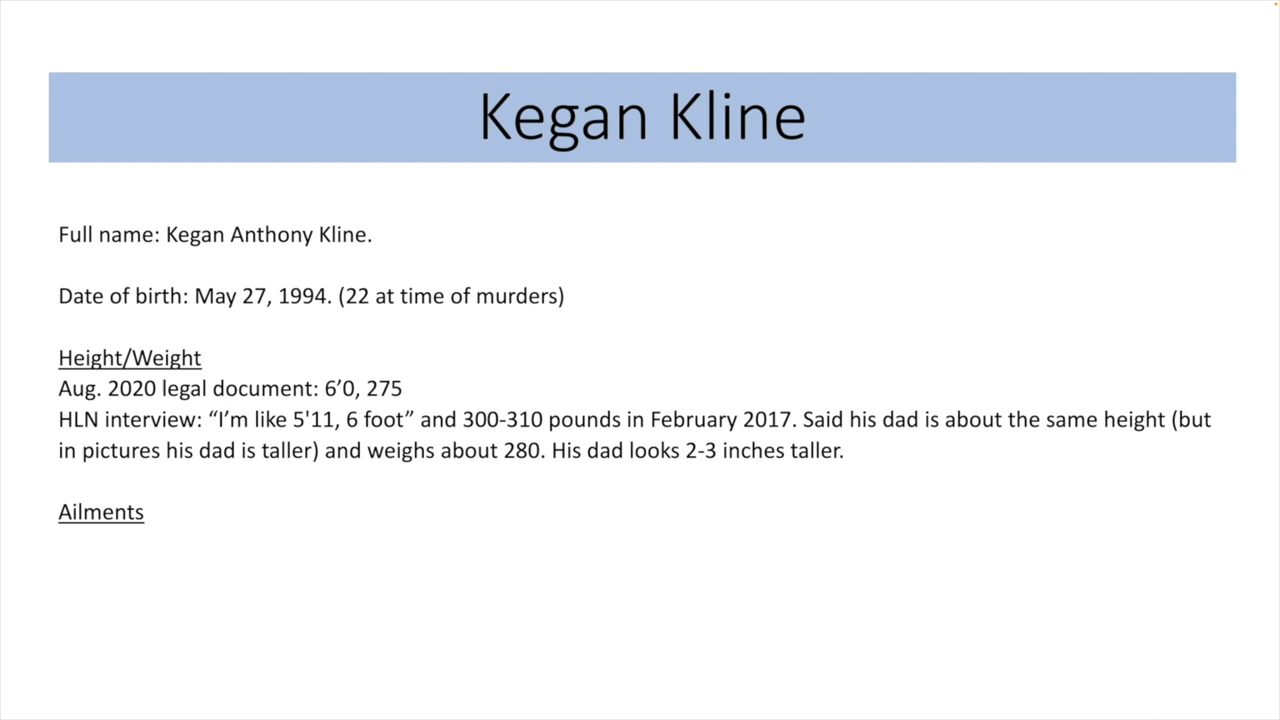 Kegan Kline
Full name: Kegan Anthony Kline.
Date of birth: May 27, 1994. (22 at time of murders)
Height/Weight
Aug. 2020 legal document: 6’0, 275
HLN interview: “I’m like 5'11, 6 foot” and 300-310 pounds in February 2017. Said his dad is about the same height (but
in pictures his dad is taller) and weighs about 280. His dad looks 2-3 inches taller.
Ailments